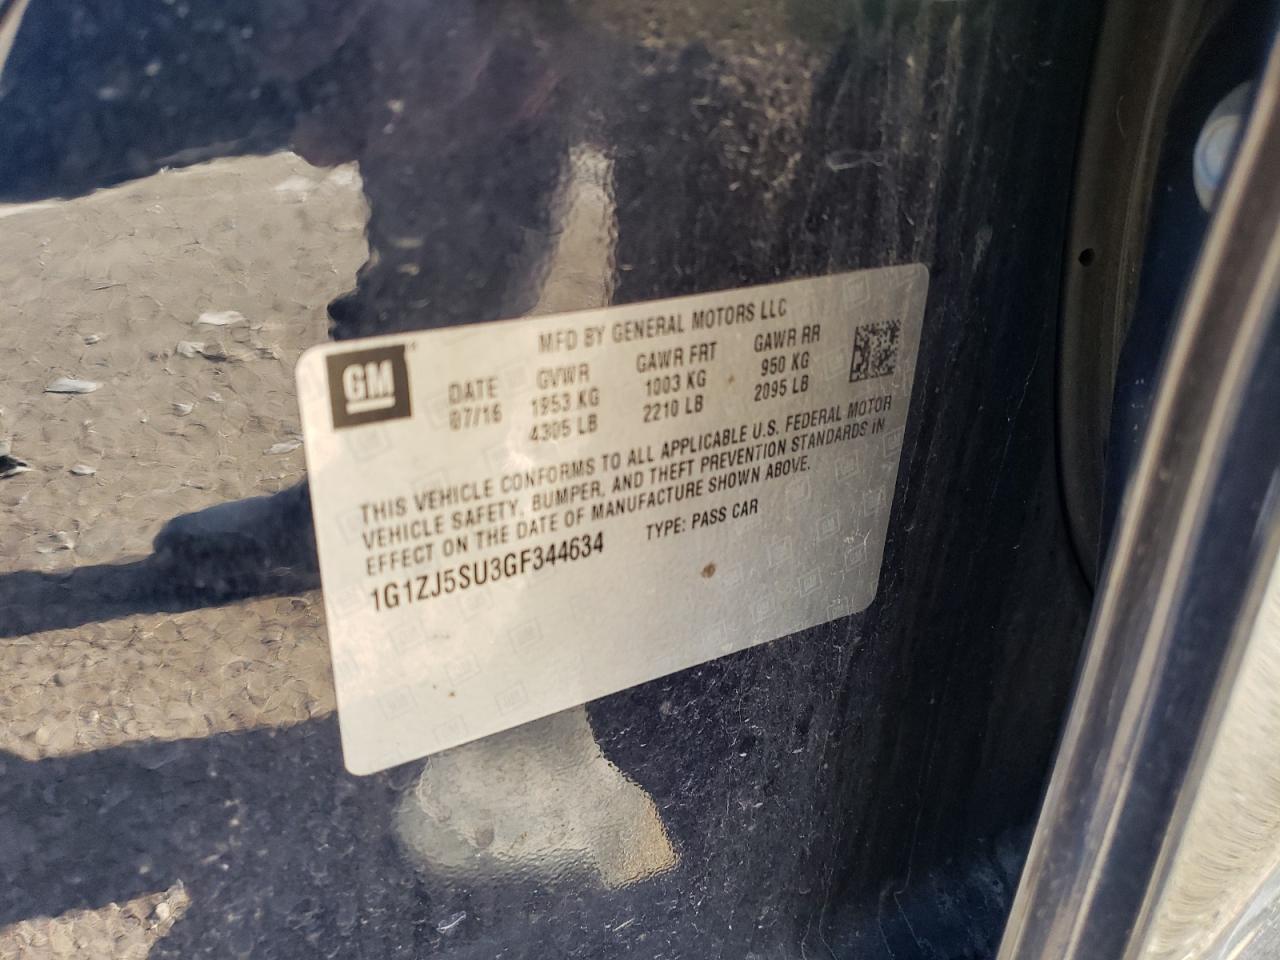 GM
MFD BY GENERAL MOTORS LLC
DATE GVWR GAWR FRT GAWR RR
07/16 1953 KG 1003 KG 950 KG
4305 LB 2210 LB 2095 LB
THIS VEHICLE CONFORMS TO ALL APPLICABLE U.S. FEDERAL MOTOR
VEHICLE SAFETY, BUMPER, AND THEFT PREVENTION STANDARDS IN
EFFECT ON THE DATE OF MANUFACTURE SHOWN ABOVE.
1G1ZJ5SU3GF344634 TYPE: PASS CAR